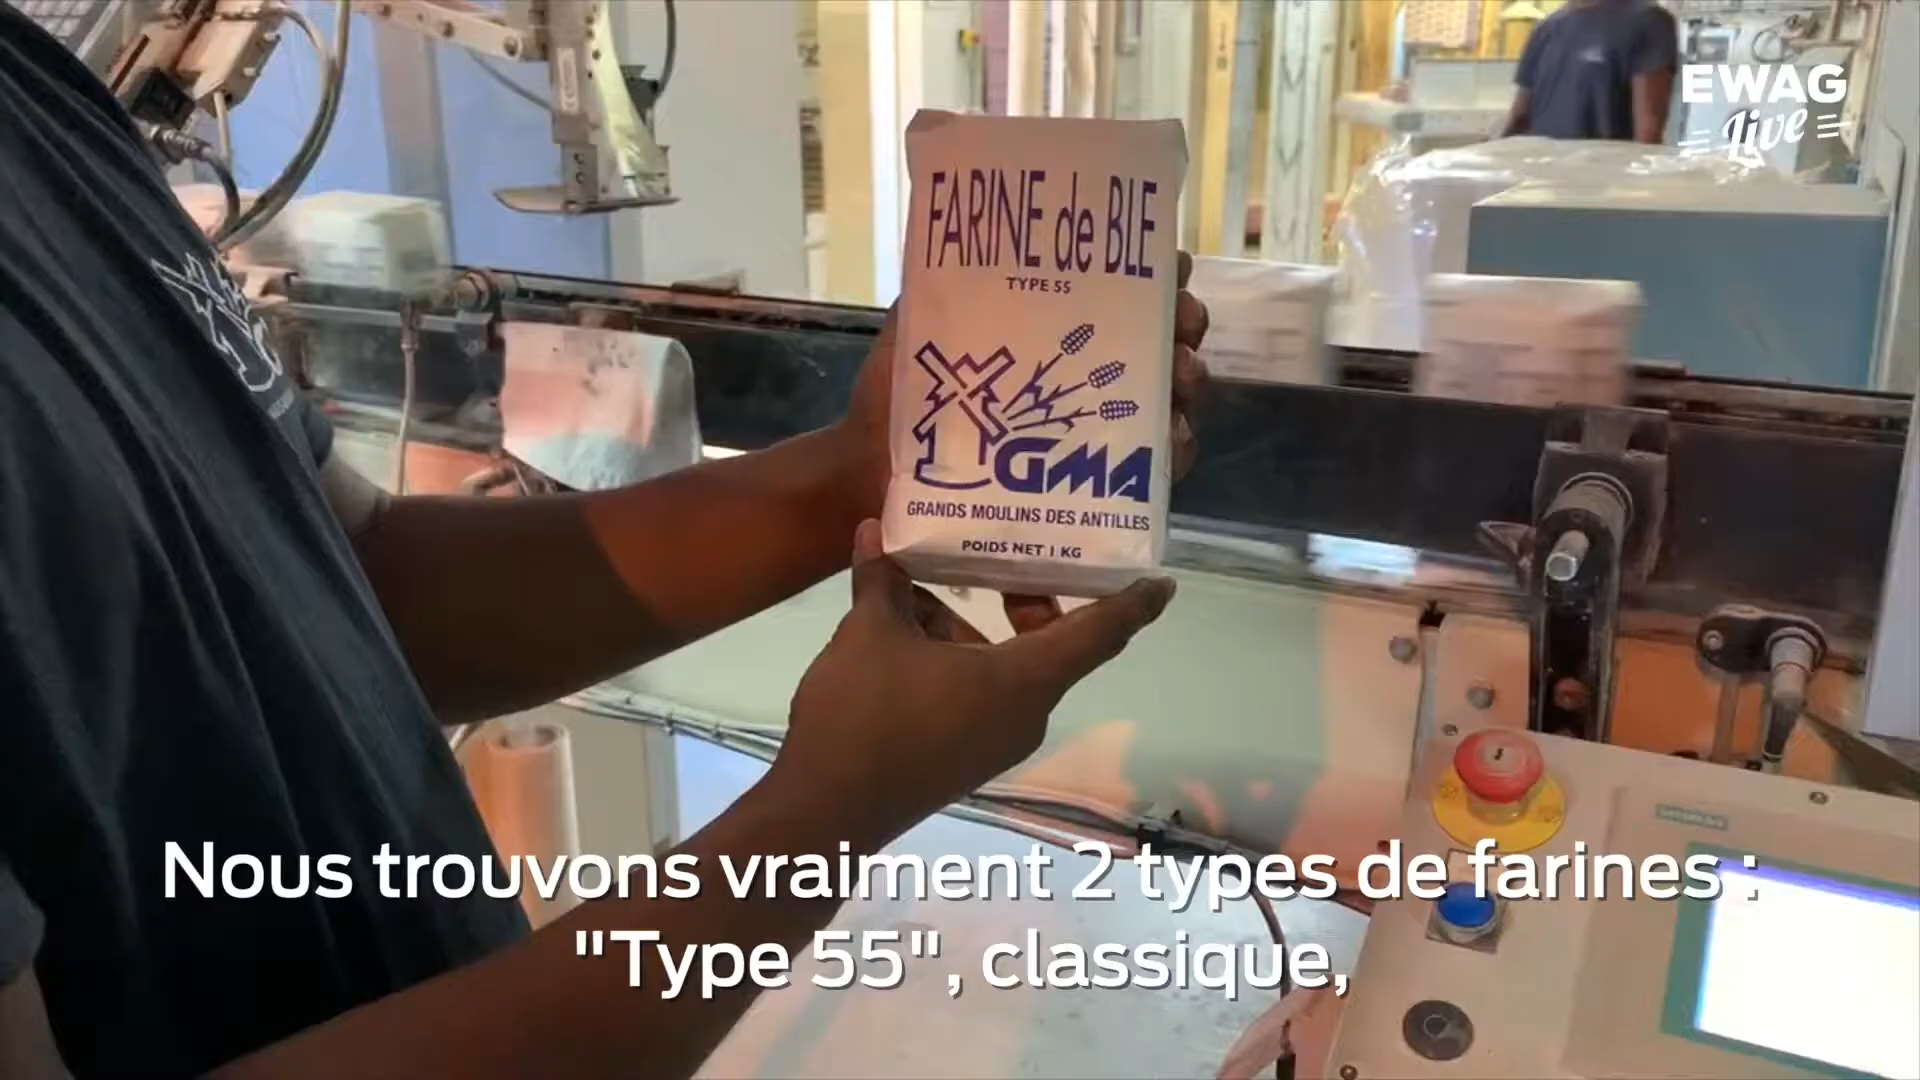 EWAG
Live
FARINE de BLE
TYPE 55
GMA
GRANDS MOULINS DES ANTILLES
POIDS NET 1 KG
Nous trouvons vraiment 2 types de farines :
"Type 55", classique,